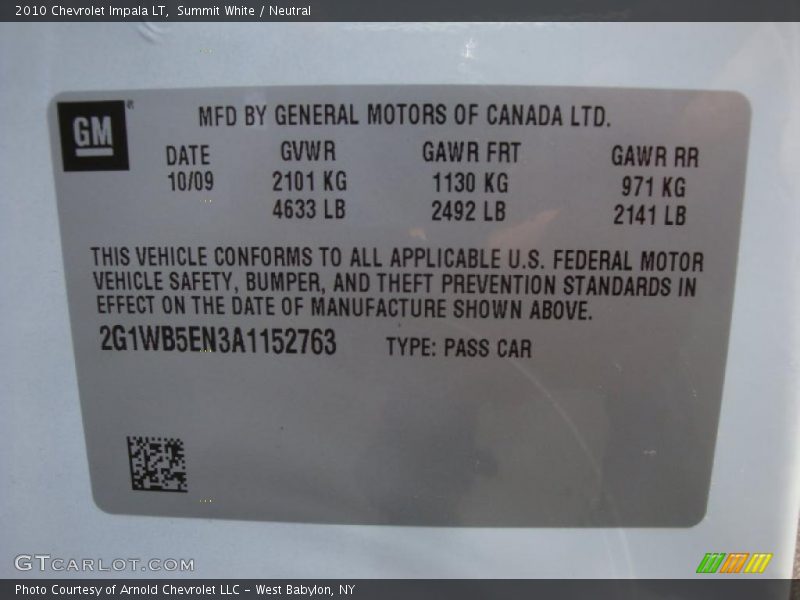 2010 Chevrolet Impala LT, Summit White / Neutral
GM
MFD BY GENERAL MOTORS OF CANADA LTD.
DATE GVWR GAWR FRT GAWR RR
10/09 2101 KG 1130 KG 971 KG
4633 LB 2492 LB 2141 LB
THIS VEHICLE CONFORMS TO ALL APPLICABLE U.S. FEDERAL MOTOR
VEHICLE SAFETY, BUMPER, AND THEFT PREVENTION STANDARDS IN
EFFECT ON THE DATE OF MANUFACTURE SHOWN ABOVE.
2G1WB5EN3A1152763 TYPE: PASS CAR
GTCARLOT.COM
Photo Courtesy of Arnold Chevrolet LLC - West Babylon, NY